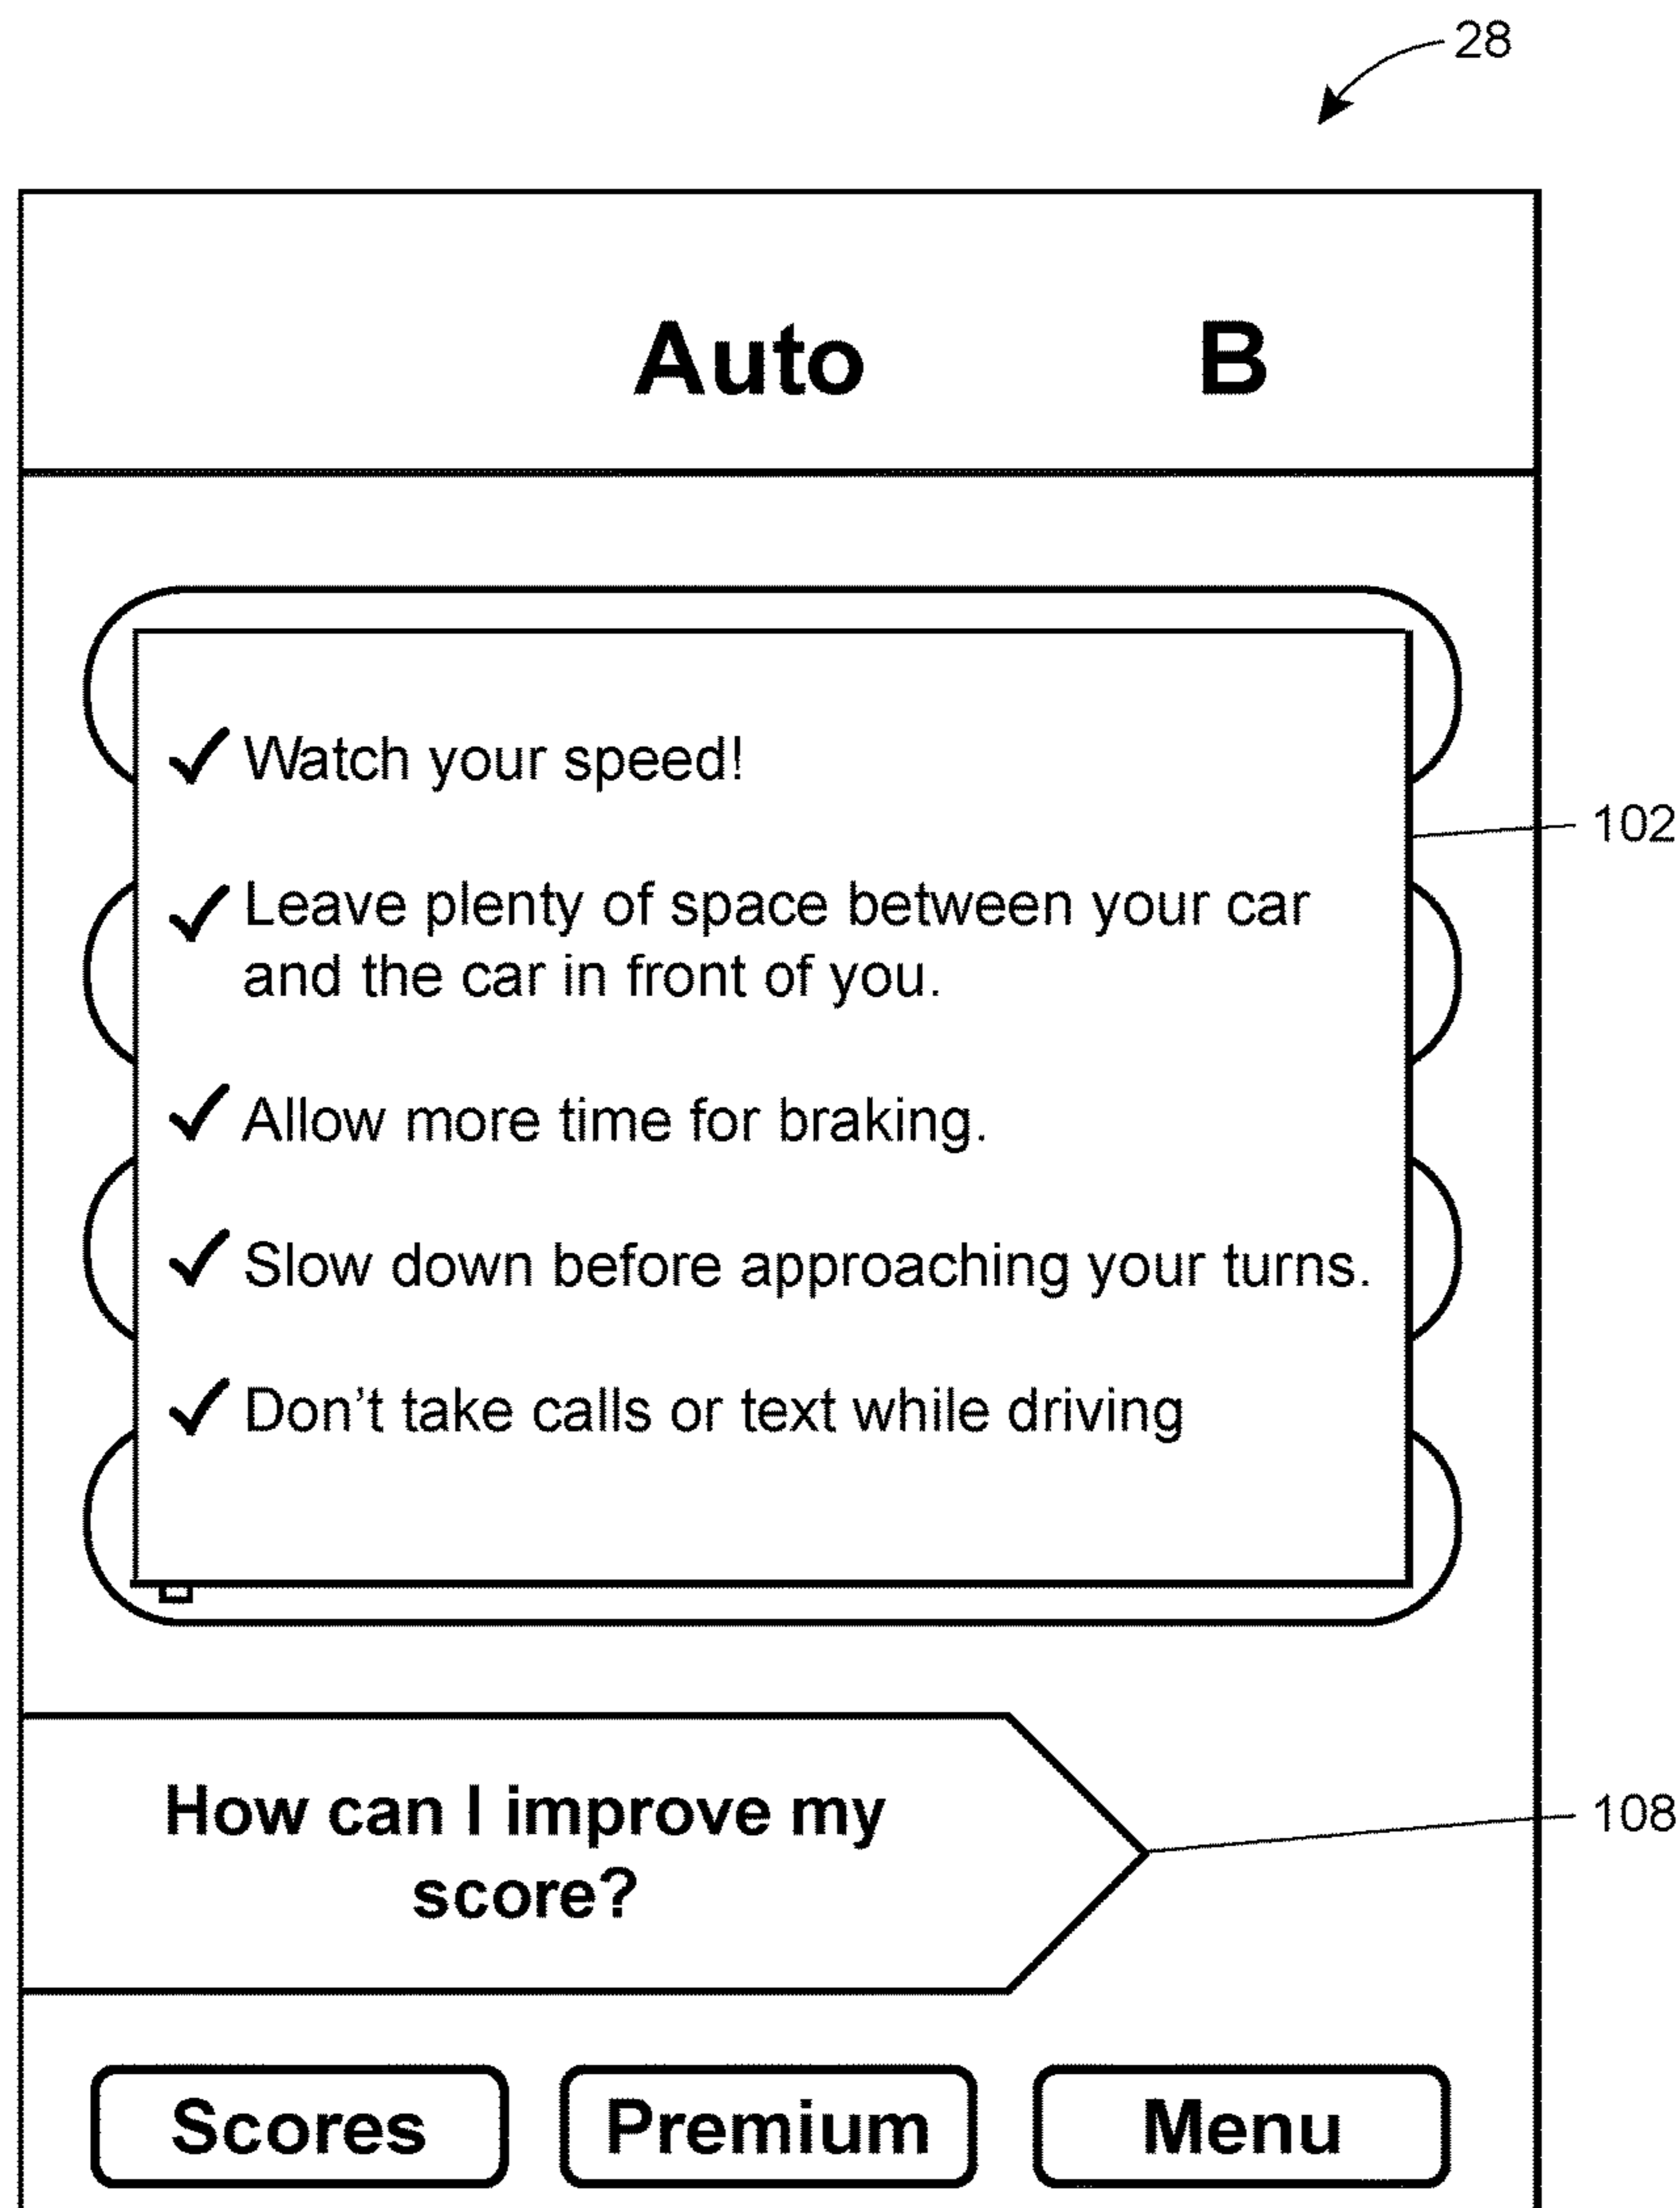 28
Auto B
✓ Watch your speed!
102
✓ Leave plenty of space between your car
and the car in front of you.
✓ Allow more time for braking.
✓ Slow down before approaching your turns.
✓ Don't take calls or text while driving
How can I improve my
score?
108
Scores Premium Menu